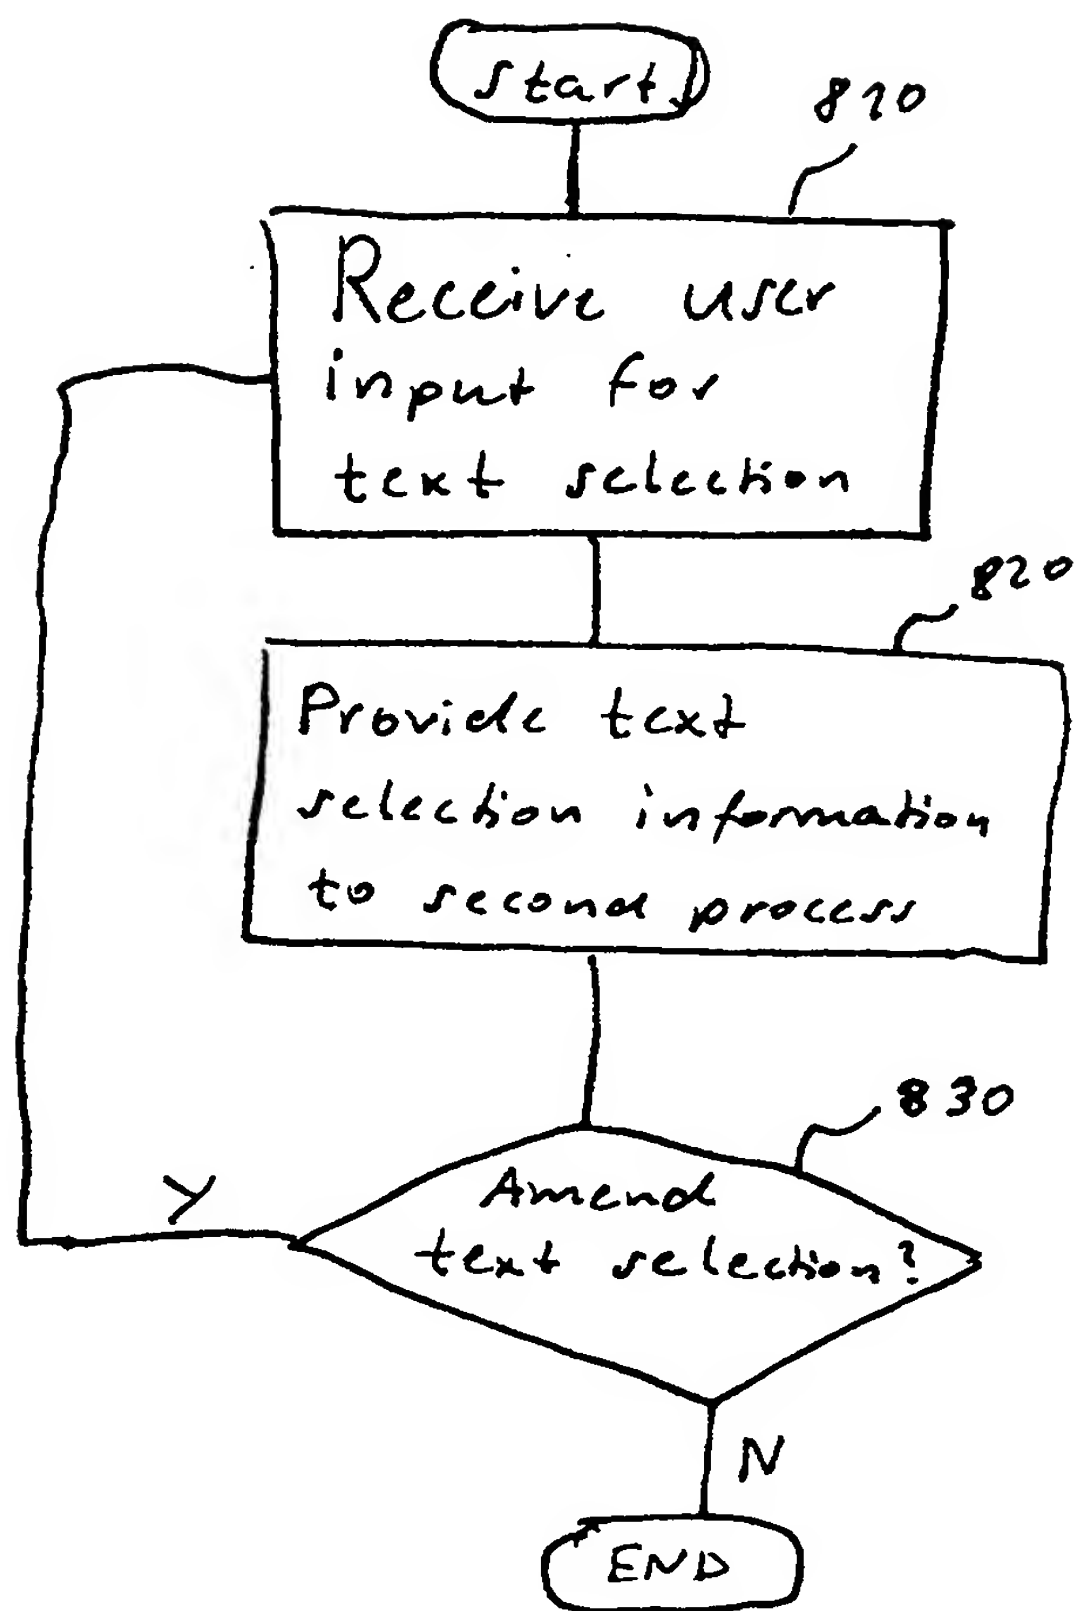 Start
810
Receive user
input for
text selection
820
Provide text
selection information
to second process
830
Amend
text selection?
Y
N
END